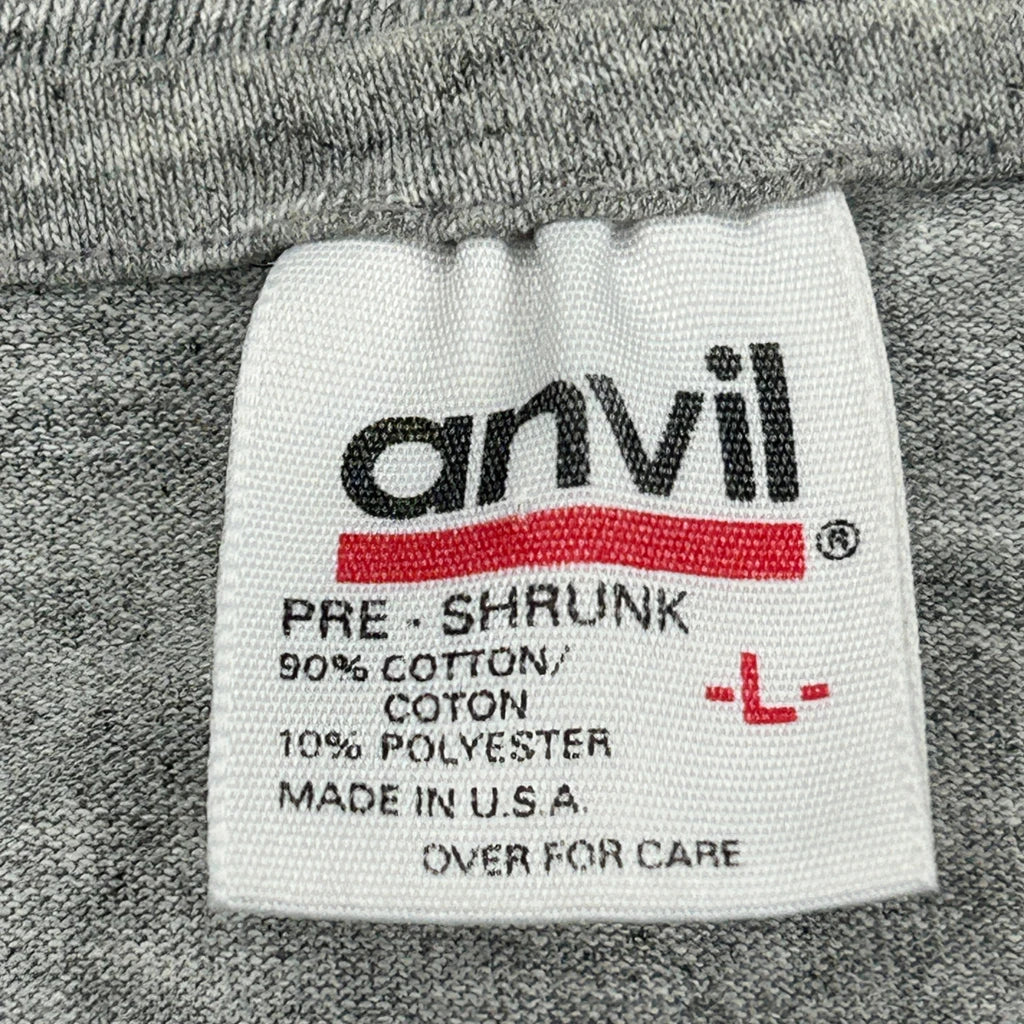 anvil®
PRE - SHRUNK
90% COTTON/
COTON
-L-
10% POLYESTER
MADE IN U.S.A.
OVER FOR CARE